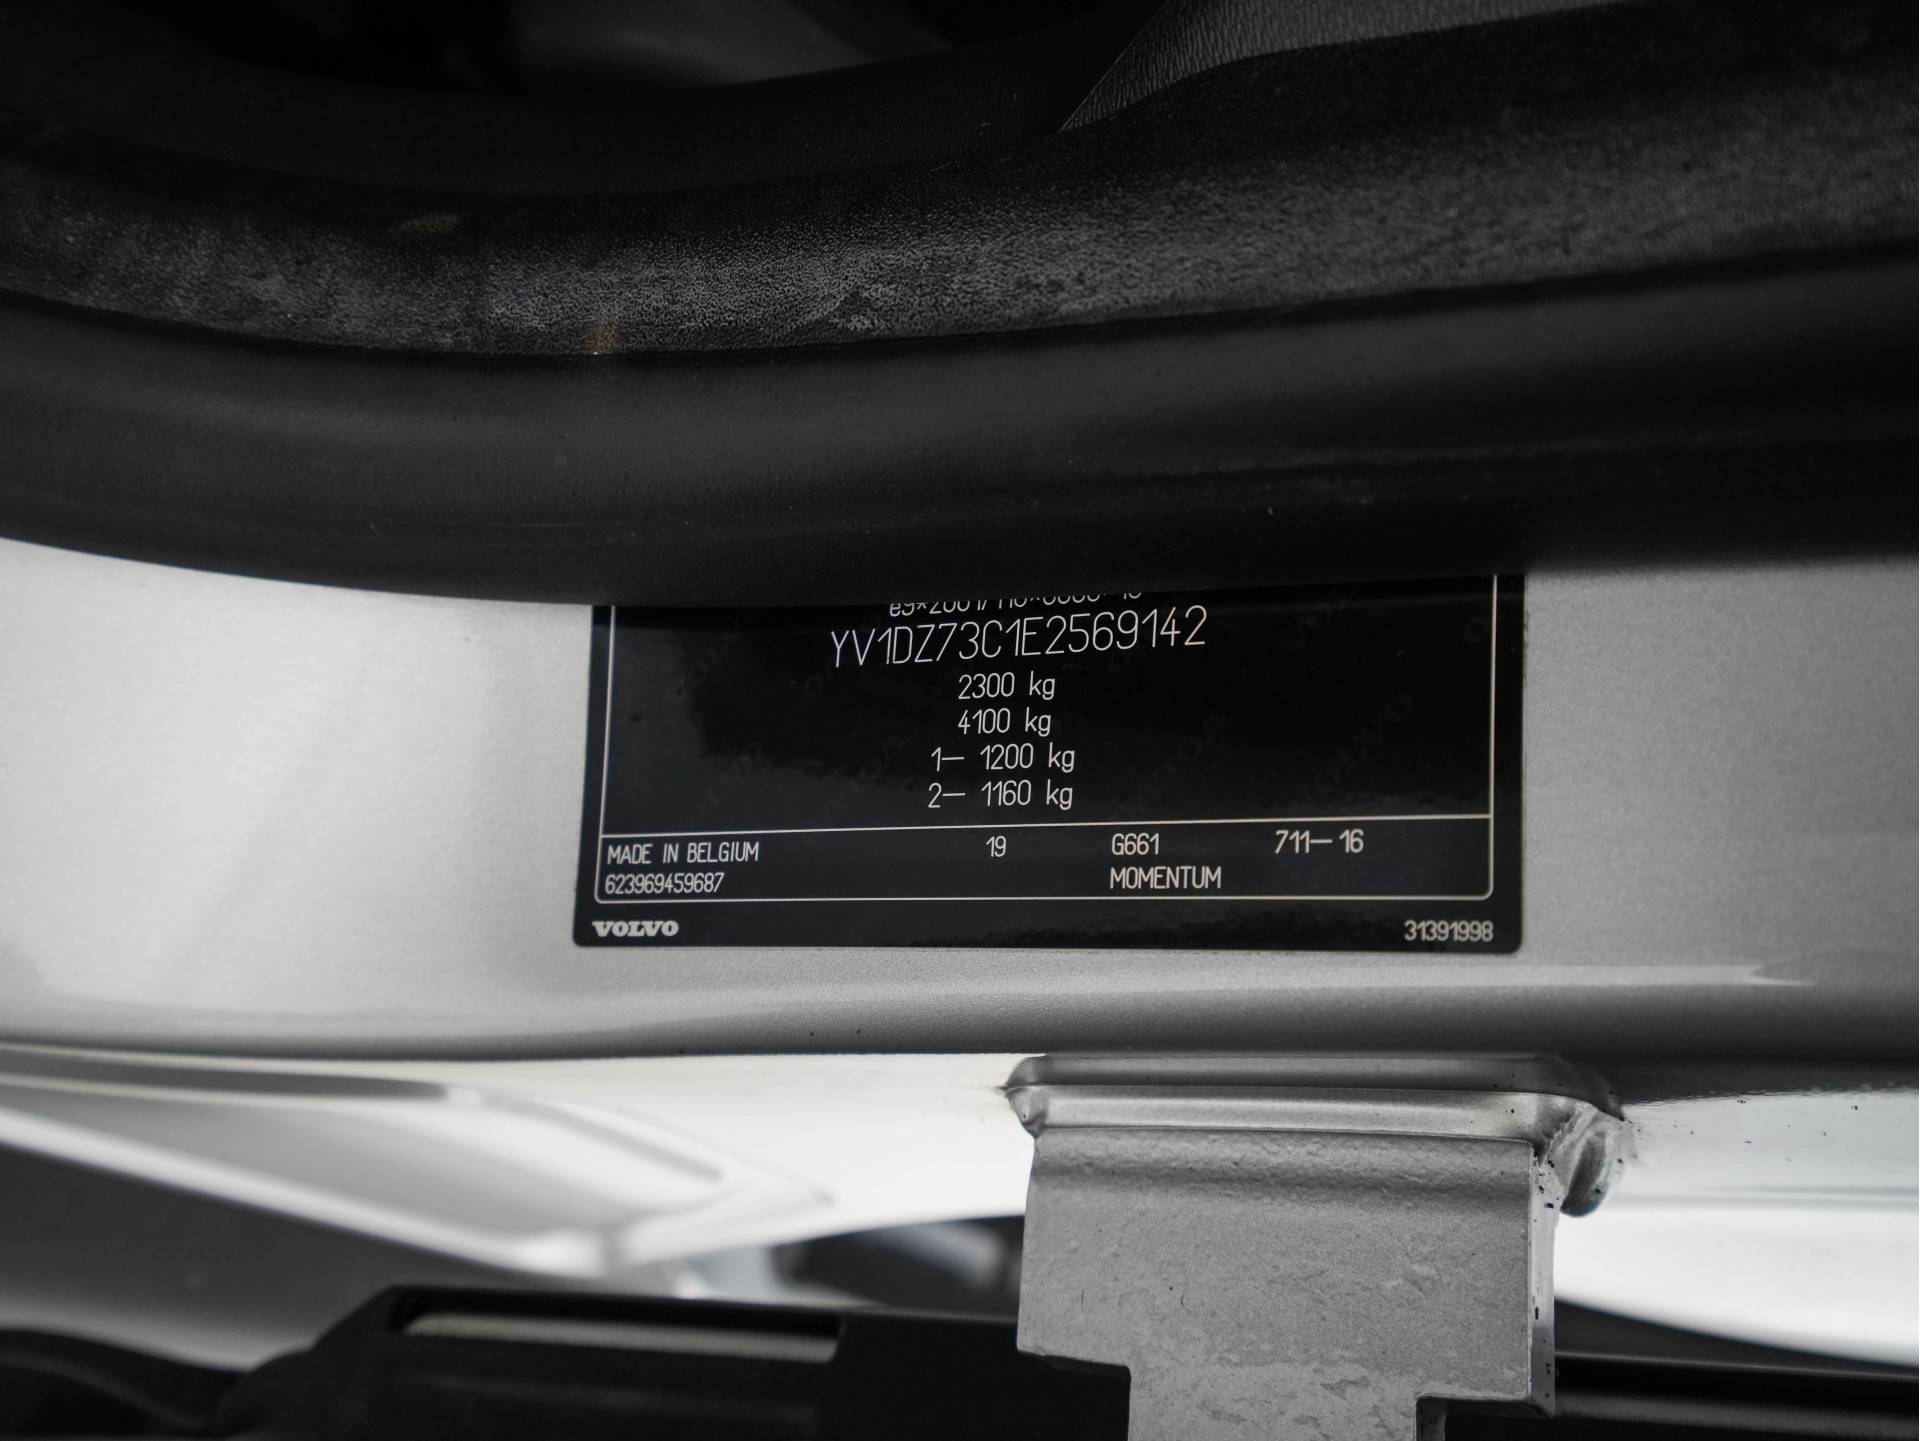 YV1DZ73C1E2569142
2300 kg
4100 kg
1– 1200 kg
2– 1160 kg
MADE IN BELGIUM 19 G661 711–16
623969459687 MOMENTUM
VOLVO 31391998